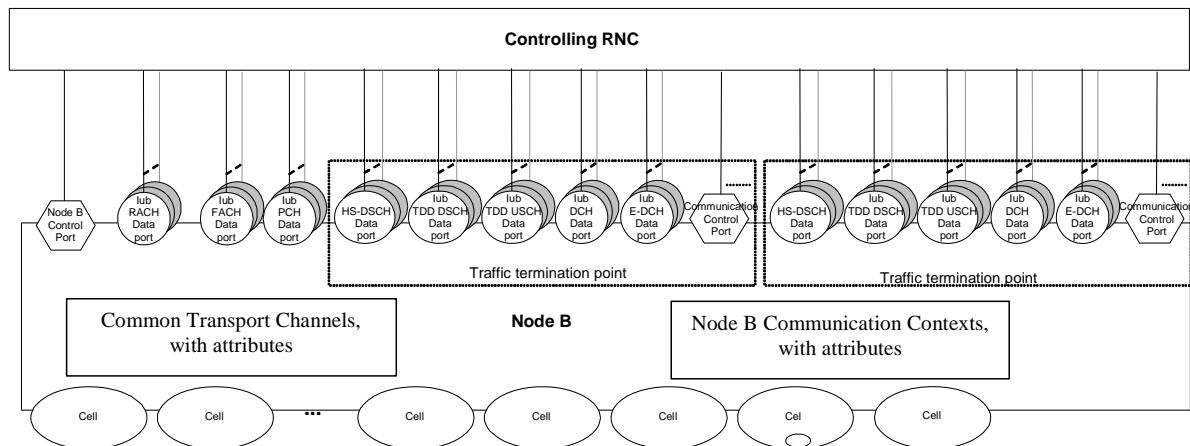 Controlling RNC
Node B
Control
Port
Iub
RACH
Data
port
Iub
FACH
Data
port
Iub
PCH
Data
port
HS-DSCH
Data
port
Iub
TDD DSCH
Data
port
Iub
TDD USCH
Data
port
Iub
DCH
Data
port
Iub
E-DCH
Data
port
Communication
Control
Port
HS-DSCH
Data
port
Iub
TDD DSCH
Data
port
Iub
TDD USCH
Data
port
Iub
DCH
Data
port
Iub
E-DCH
Data
port
Communication
Control
Port
Traffic termination point
Traffic termination point
Common Transport Channels,
with attributes
Node B
Node B Communication Contexts,
with attributes
Cell
Cell
...
Cell
Cell
Cell
Cel
Cell